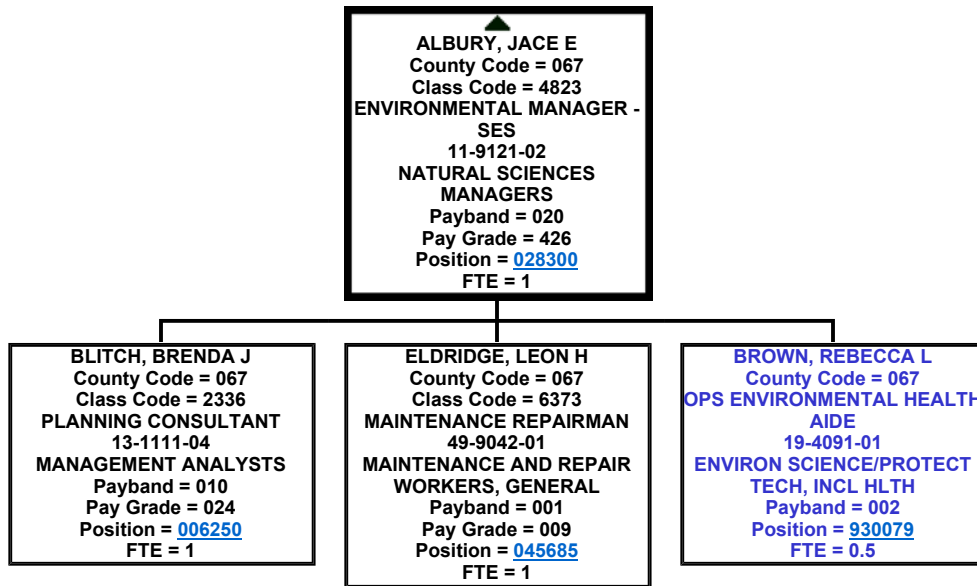 ALBURY, JACE E
County Code = 067
Class Code = 4823
ENVIRONMENTAL MANAGER -
SES
11-9121-02
NATURAL SCIENCES
MANAGERS
Payband = 020
Pay Grade = 426
Position = 028300
FTE = 1
BLITCH, BRENDA J
County Code = 067
Class Code = 2336
PLANNING CONSULTANT
13-1111-04
MANAGEMENT ANALYSTS
Payband = 010
Pay Grade = 024
Position = 006250
FTE = 1
ELDRIDGE, LEON H
County Code = 067
Class Code = 6373
MAINTENANCE REPAIRMAN
49-9042-01
MAINTENANCE AND REPAIR
WORKERS, GENERAL
Payband = 001
Pay Grade = 009
Position = 045685
FTE = 1
BROWN, REBECCA L
County Code = 067
OPS ENVIRONMENTAL HEALTH
AIDE
19-4091-01
ENVIRON SCIENCE/PROTECT
TECH, INCL HLTH
Payband = 002
Position = 930079
FTE = 0.5